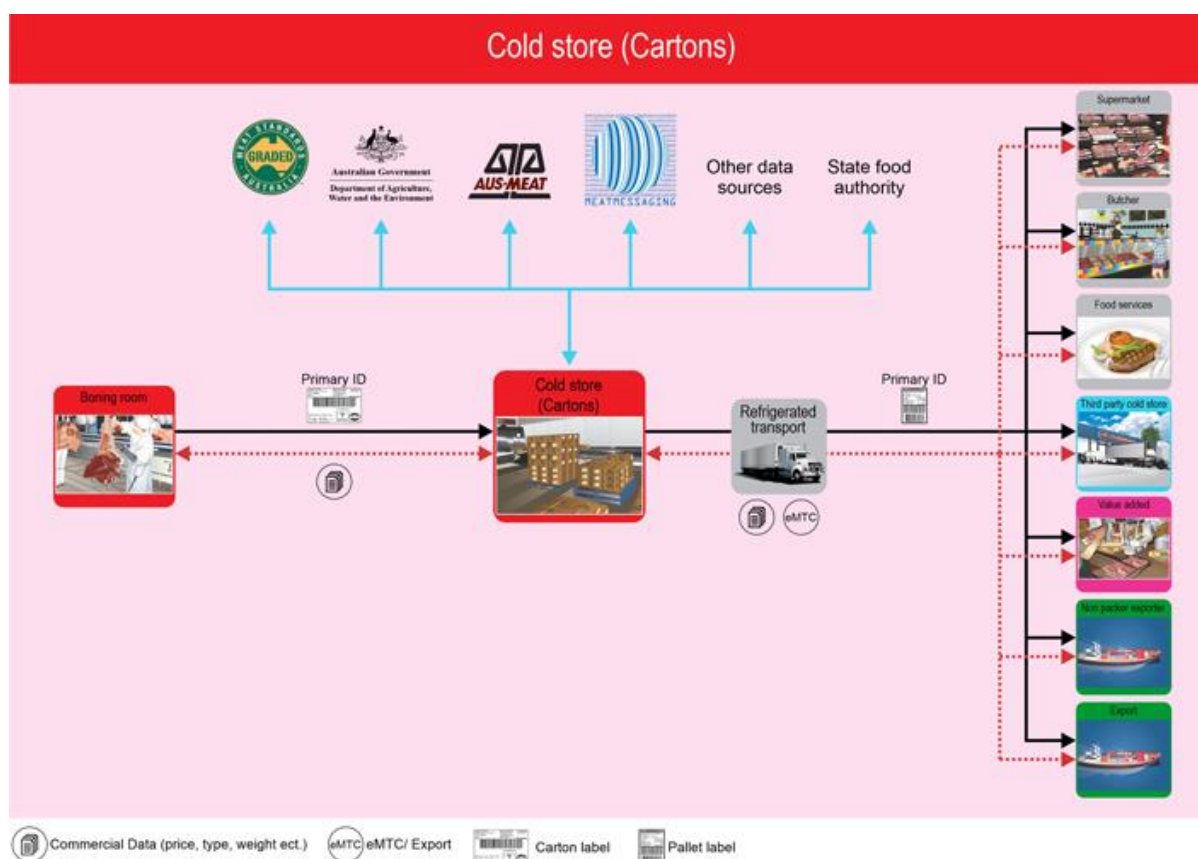 Cold store (Cartons)
MEAT STANDARDS
GRADED
AUSTRALIA
Australian Government
Department of Agriculture,
Water and the Environment
AUS-MEAT
MEATMESSAGING
Other data
sources
State food
authority
Supermarket
Butcher
Food services
Boning room
Primary ID
Cold store
(Cartons)
Refrigerated
transport
eMTC
Primary ID
Third party cold store
Value added
Non packer exporter
Export
Commercial Data (price, type, weight ect.)
eMTC
eMTC/ Export
Carton label
Pallet label